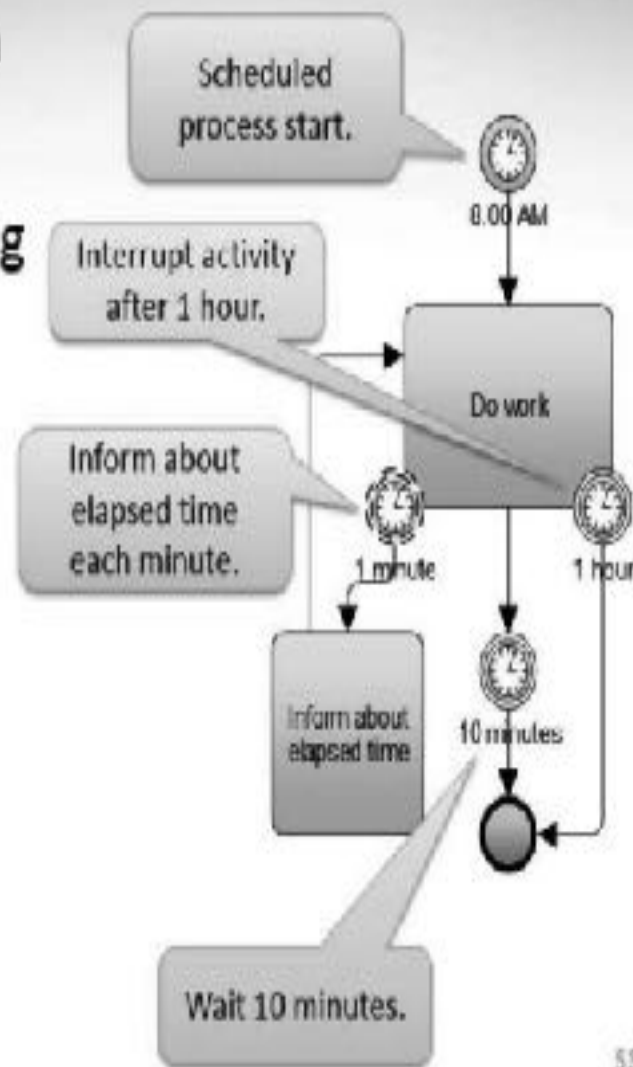 Scheduled
process start.
8.00 AM
g
Interrupt activity
after 1 hour.
Do work
Inform about
elapsed time
each minute.
1 minute
1 hour
Inform about
elapsed time
10 minutes
Wait 10 minutes.